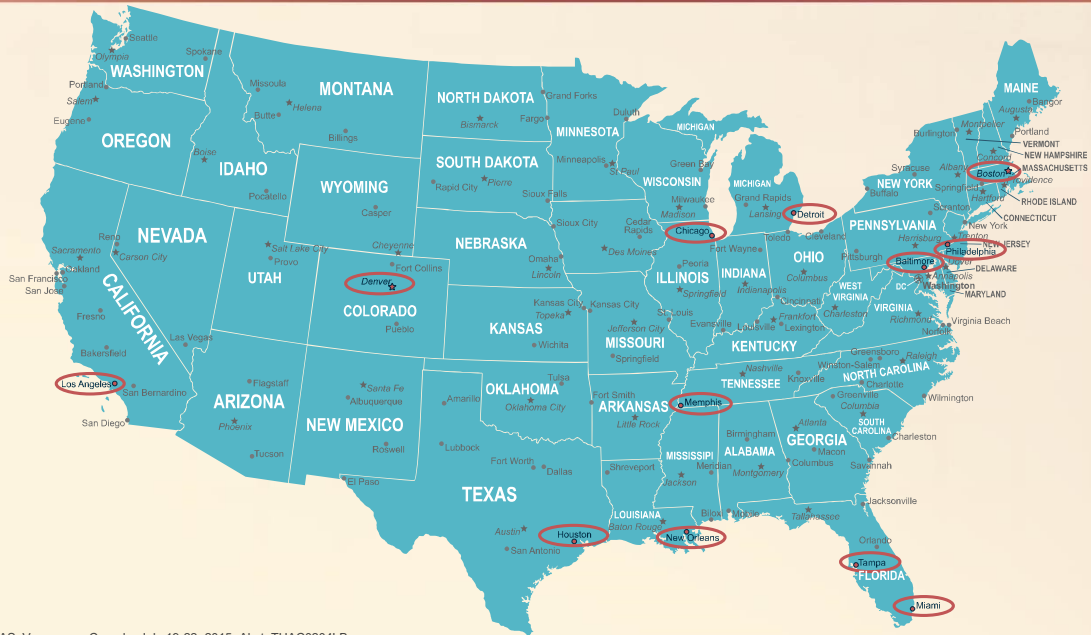 Seattle
Olympia
Spokane
WASHINGTON
Portland
Salem
Eugene
OREGON
Missoula
Helena
Butte
Billings
MONTANA
Boise
IDAHO
Pocatello
WYOMING
Casper
Cheyenne
NORTH DAKOTA
Grand Forks
Bismarck
Fargo
SOUTH DAKOTA
Rapid City
Pierre
Sioux Falls
MINNESOTA
Duluth
Minneapolis
St Paul
MICHIGAN
WISCONSIN
Green Bay
Milwaukee
Madison
MICHIGAN
Grand Rapids
Lansing
Detroit
NEVADA
Reno
Carson City
Sacramento
Oakland
San Francisco
San Jose
CALIFORNIA
Fresno
Las Vegas
Bakersfield
Los Angeles
San Bernardino
San Diego
UTAH
Salt Lake City
Provo
Fort Collins
Denver
COLORADO
Pueblo
NEBRASKA
Omaha
Lincoln
Sioux City
Cedar
Rapids
Des Moines
Chicago
Peoria
ILLINOIS
Springfield
Fort Wayne
INDIANA
Indianapolis
Evansville
Toledo
Cleveland
OHIO
Columbus
Cincinnati
KANSAS
Kansas City
Kansas City
Topeka
Wichita
MISSOURI
St. Louis
Jefferson City
Springfield
KENTUCKY
Frankfort
Louisville
Lexington
WEST
VIRGINIA
Charleston
VIRGINIA
Richmond
Norfolk
Virginia Beach
PENNSYLVANIA
Scranton
Harrisburg
Pittsburgh
Philadelphia
NEW JERSEY
Trenton
Baltimore
Dover
DELAWARE
Annapolis
DC
Washington
MARYLAND
NEW YORK
Syracuse
Buffalo
Albany
New York
MAINE
Bangor
Augusta
Portland
Burlington
Montpelier
VERMONT
Concord
NEW HAMPSHIRE
Boston
MASSACHUSETTS
Springfield
Providence
Hartford
RHODE ISLAND
CONNECTICUT
ARIZONA
Flagstaff
Phoenix
Tucson
NEW MEXICO
Santa Fe
Albuquerque
Roswell
OKLAHOMA
Tulsa
Oklahoma City
Amarillo
Lubbock
TEXAS
El Paso
Fort Worth
Dallas
Austin
San Antonio
Houston
ARKANSAS
Fort Smith
Little Rock
Memphis
TENNESSEE
Nashville
Knoxville
NORTH CAROLINA
Greensboro
Winston-Salem
Raleigh
Charlotte
Wilmington
SOUTH
CAROLINA
Greenville
Columbia
Charleston
GEORGIA
Atlanta
Macon
Columbus
Savannah
ALABAMA
Birmingham
Montgomery
Mobile
MISSISSIPPI
Meridian
Jackson
Biloxi
LOUISIANA
Shreveport
Baton Rouge
New Orleans
Tallahassee
Jacksonville
Orlando
Tampa
FLORIDA
Miami